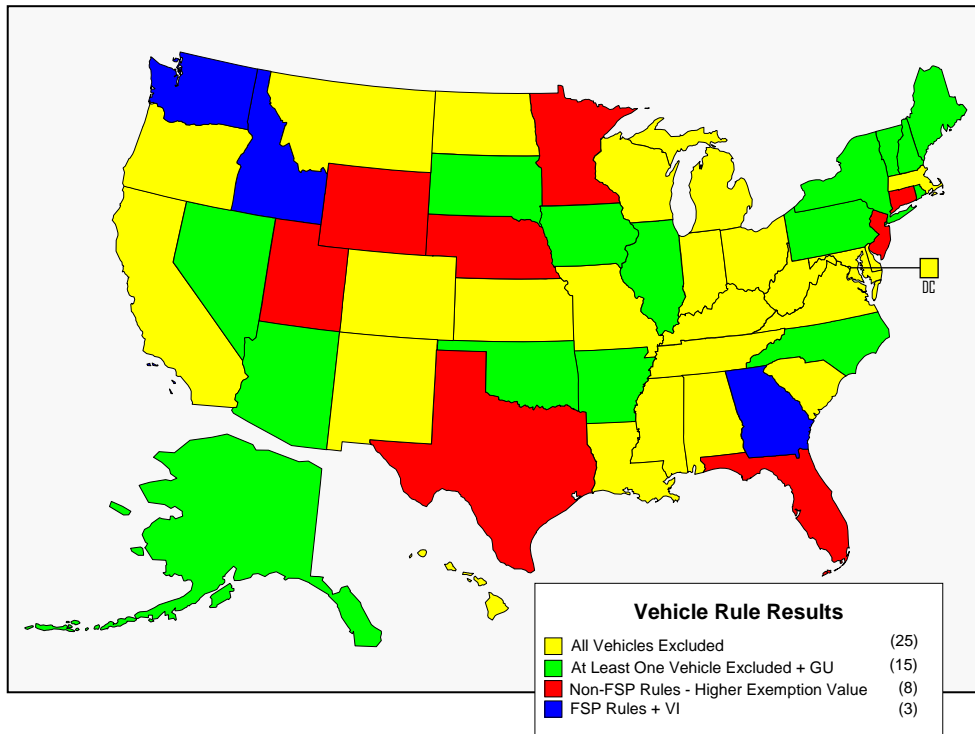 DC
Vehicle Rule Results
All Vehicles Excluded (25)
At Least One Vehicle Excluded + GU (15)
Non-FSP Rules - Higher Exemption Value (8)
FSP Rules + VI (3)